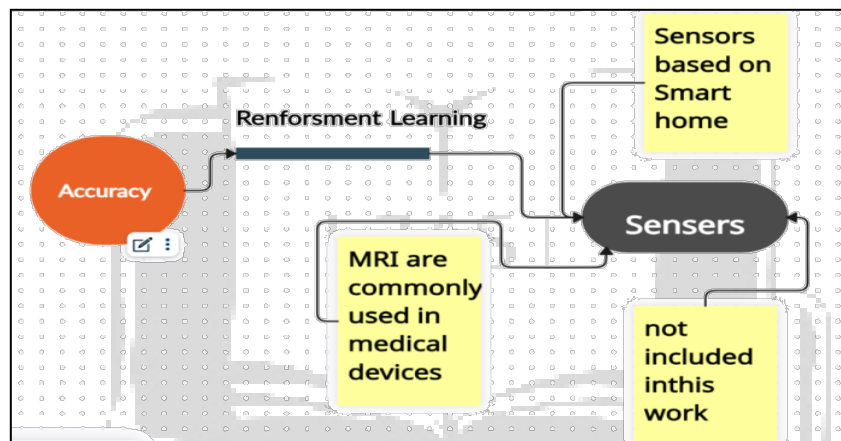 Sensors
based on
Smart
home
Renforsment Learning
Accuracy
Sensers
MRI are
commonly
used in
medical
devices
not
included
inthis
work